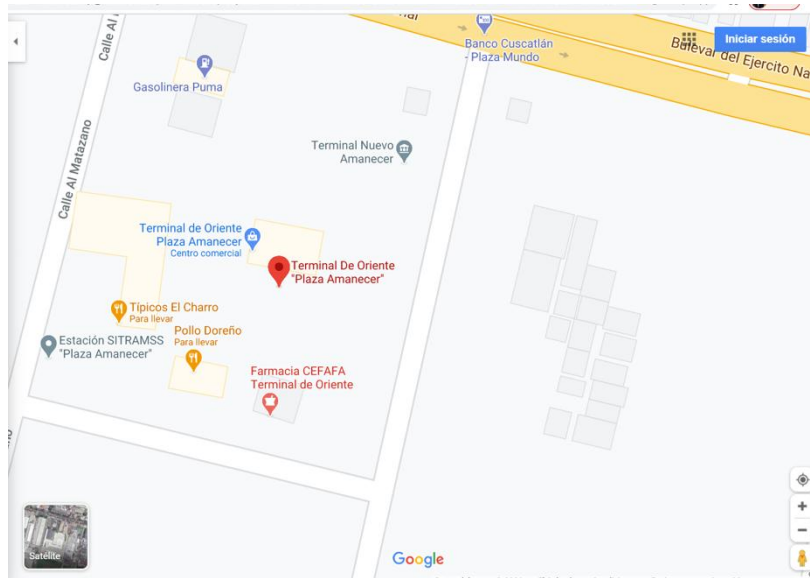 Calle Al
nal
Banco Cuscatlán
- Plaza Mundo
Iniciar sesión
Bulevar del Ejercito Na
Gasolinera Puma
Calle Al Matazano
Terminal Nuevo
Amanecer
Terminal de Oriente
Plaza Amanecer
Centro comercial
Terminal De Oriente
"Plaza Amanecer"
Típicos El Charro
Para llevar
Pollo Doreño
Para llevar
Estación SITRAMSS
"Plaza Amanecer"
Farmacia CEFAFA
Terminal de Oriente
Satélite
Google